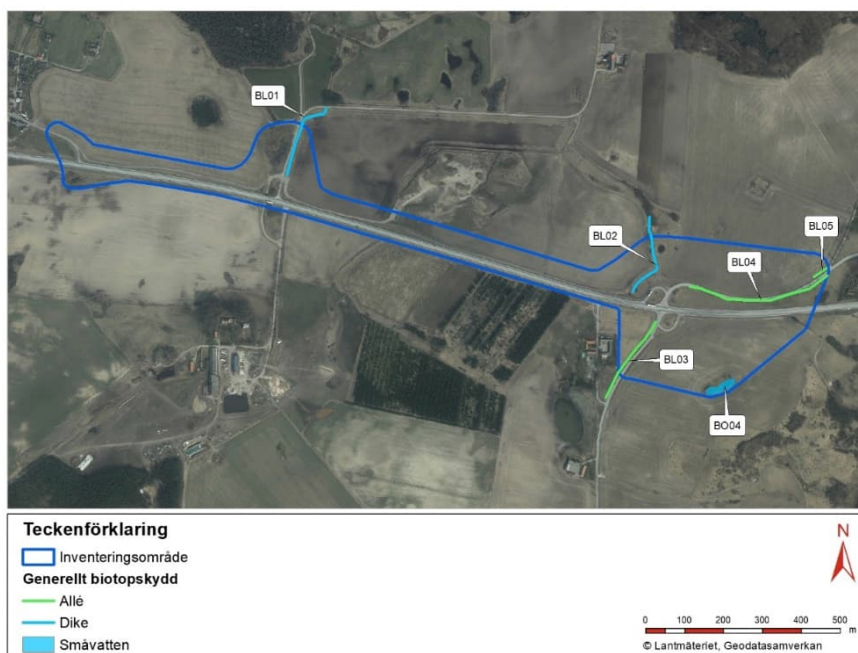 BL01
BL02
BL05
BL04
BL03
BO04
Teckenförklaring
Inventeringsområde
Generellt biotopskydd
Allé
Dike
Småvatten
N
0 100 200 300 400 500
m
© Lantmäteriet, Geodatasamverkan